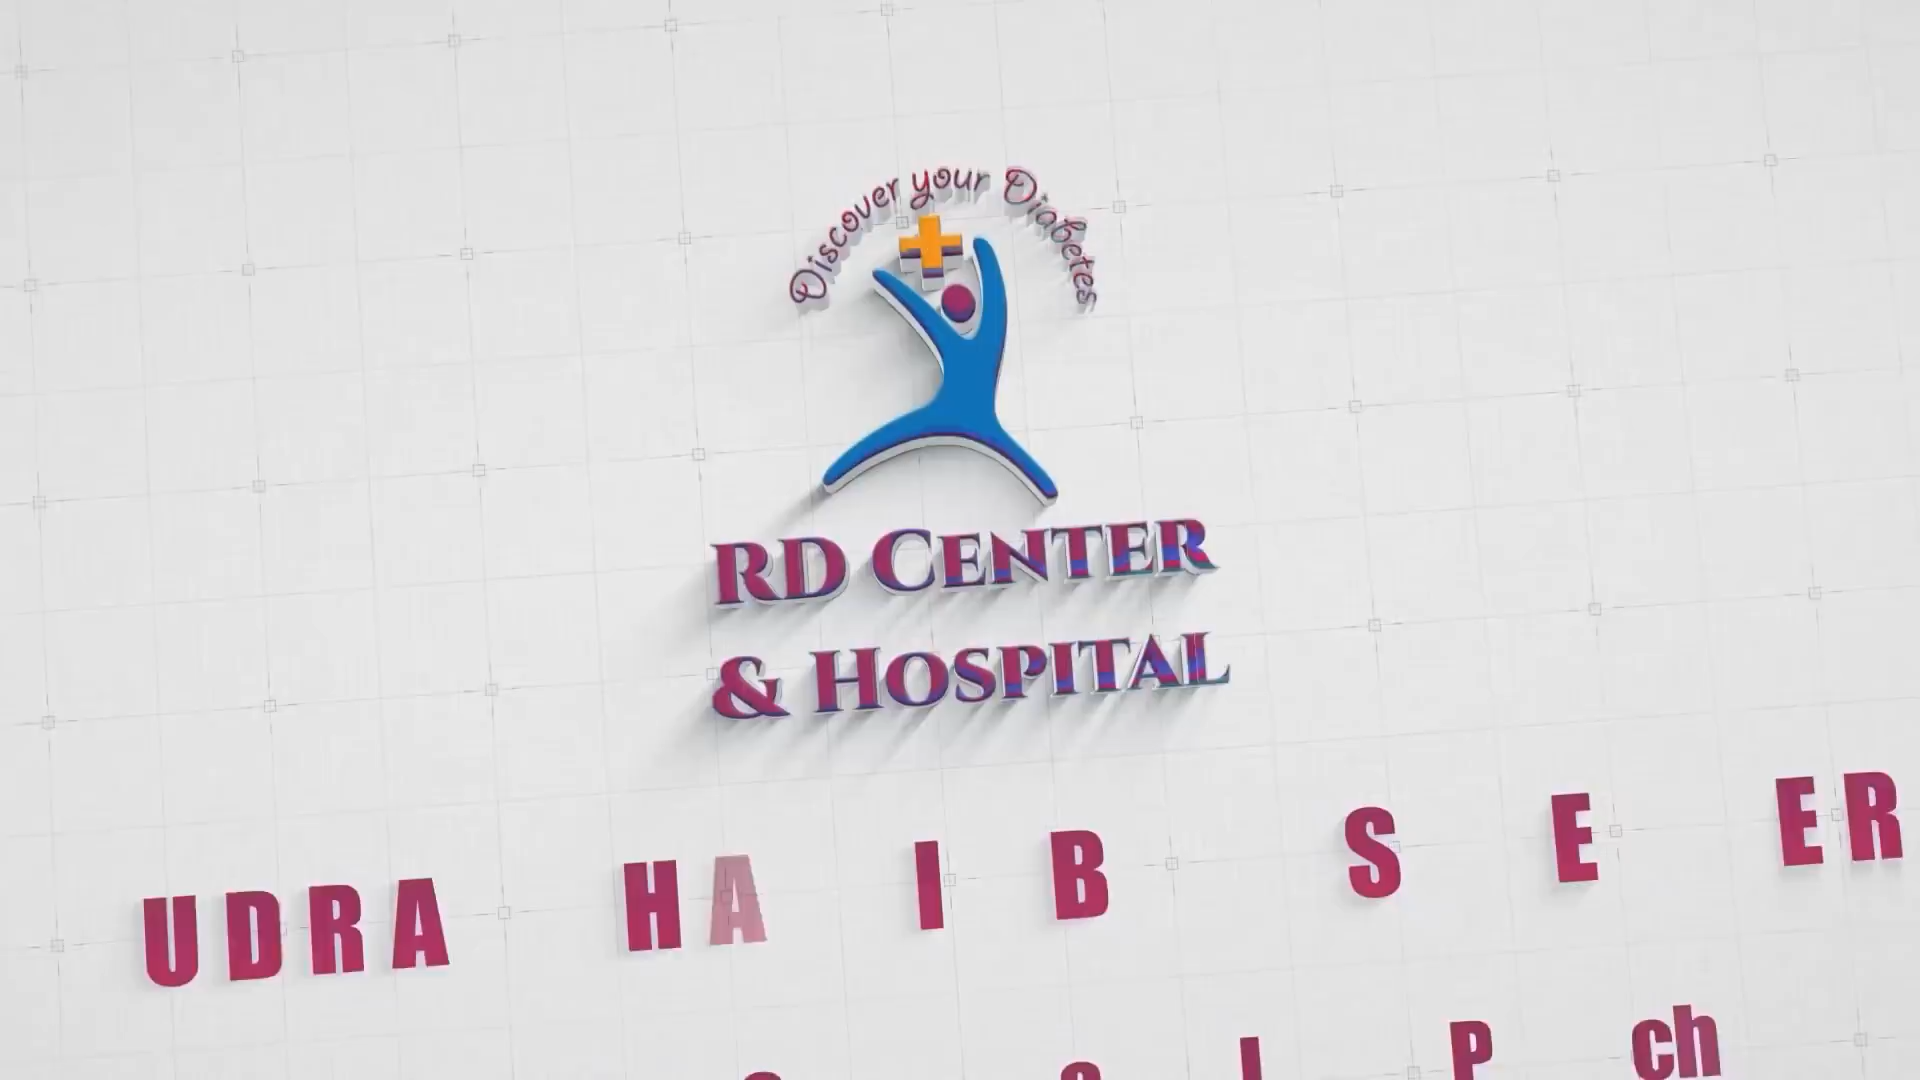 Discover your Diabetes
RD CENTER
& HOSPITAL
UDRA HA I B S E ER
P ch